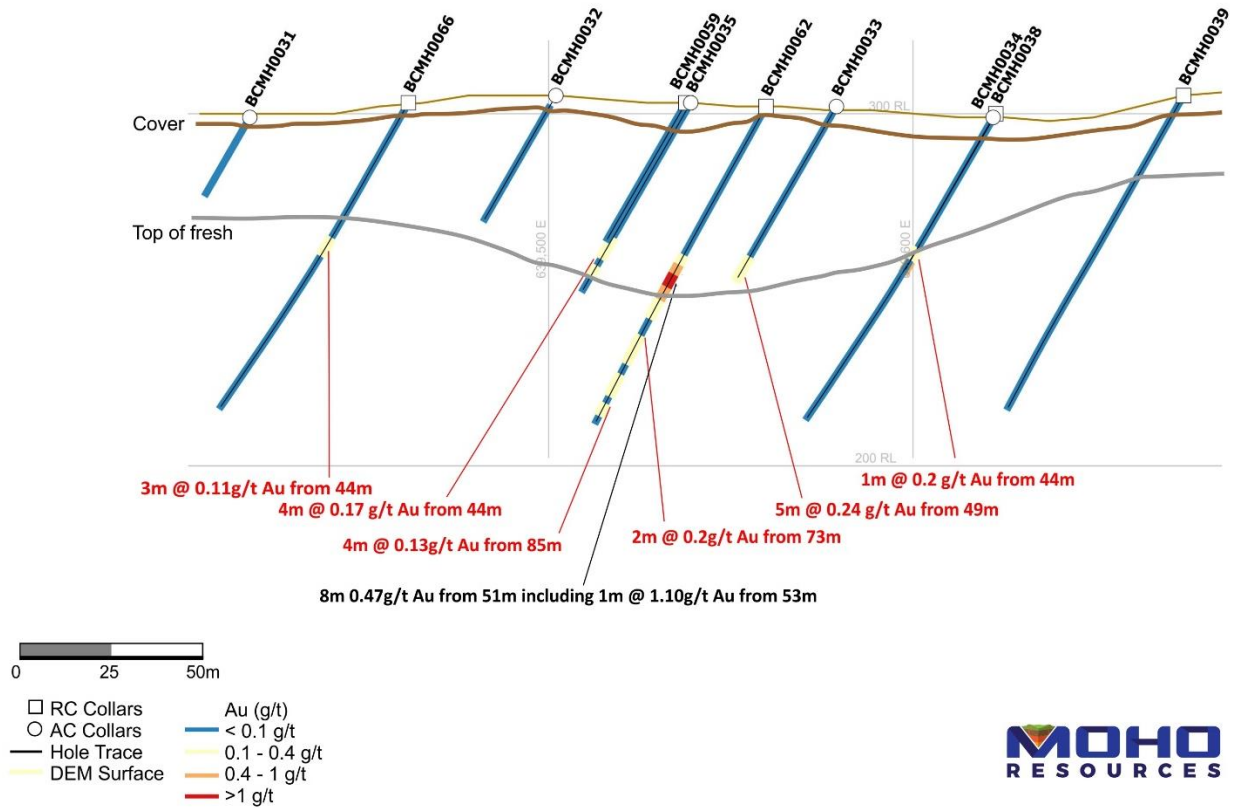 BCMH0031
BCMH0066
BCMH0032
BCMH0059
BCMH0035
BCMH0062
BCMH0033
BCMH0034
BCMH0038
BCMH0039
Cover
300 RL
Top of fresh
639,500 E
600 E
200 RL
3m @ 0.11g/t Au from 44m
4m @ 0.17 g/t Au from 44m
4m @ 0.13g/t Au from 85m
2m @ 0.2g/t Au from 73m
5m @ 0.24 g/t Au from 49m
1m @ 0.2 g/t Au from 44m
8m 0.47g/t Au from 51m including 1m @ 1.10g/t Au from 53m
0 25 50m
RC Collars
AC Collars
Hole Trace
DEM Surface
Au (g/t)
< 0.1 g/t
0.1 - 0.4 g/t
0.4 - 1 g/t
>1 g/t
MOHO
RESOURCES